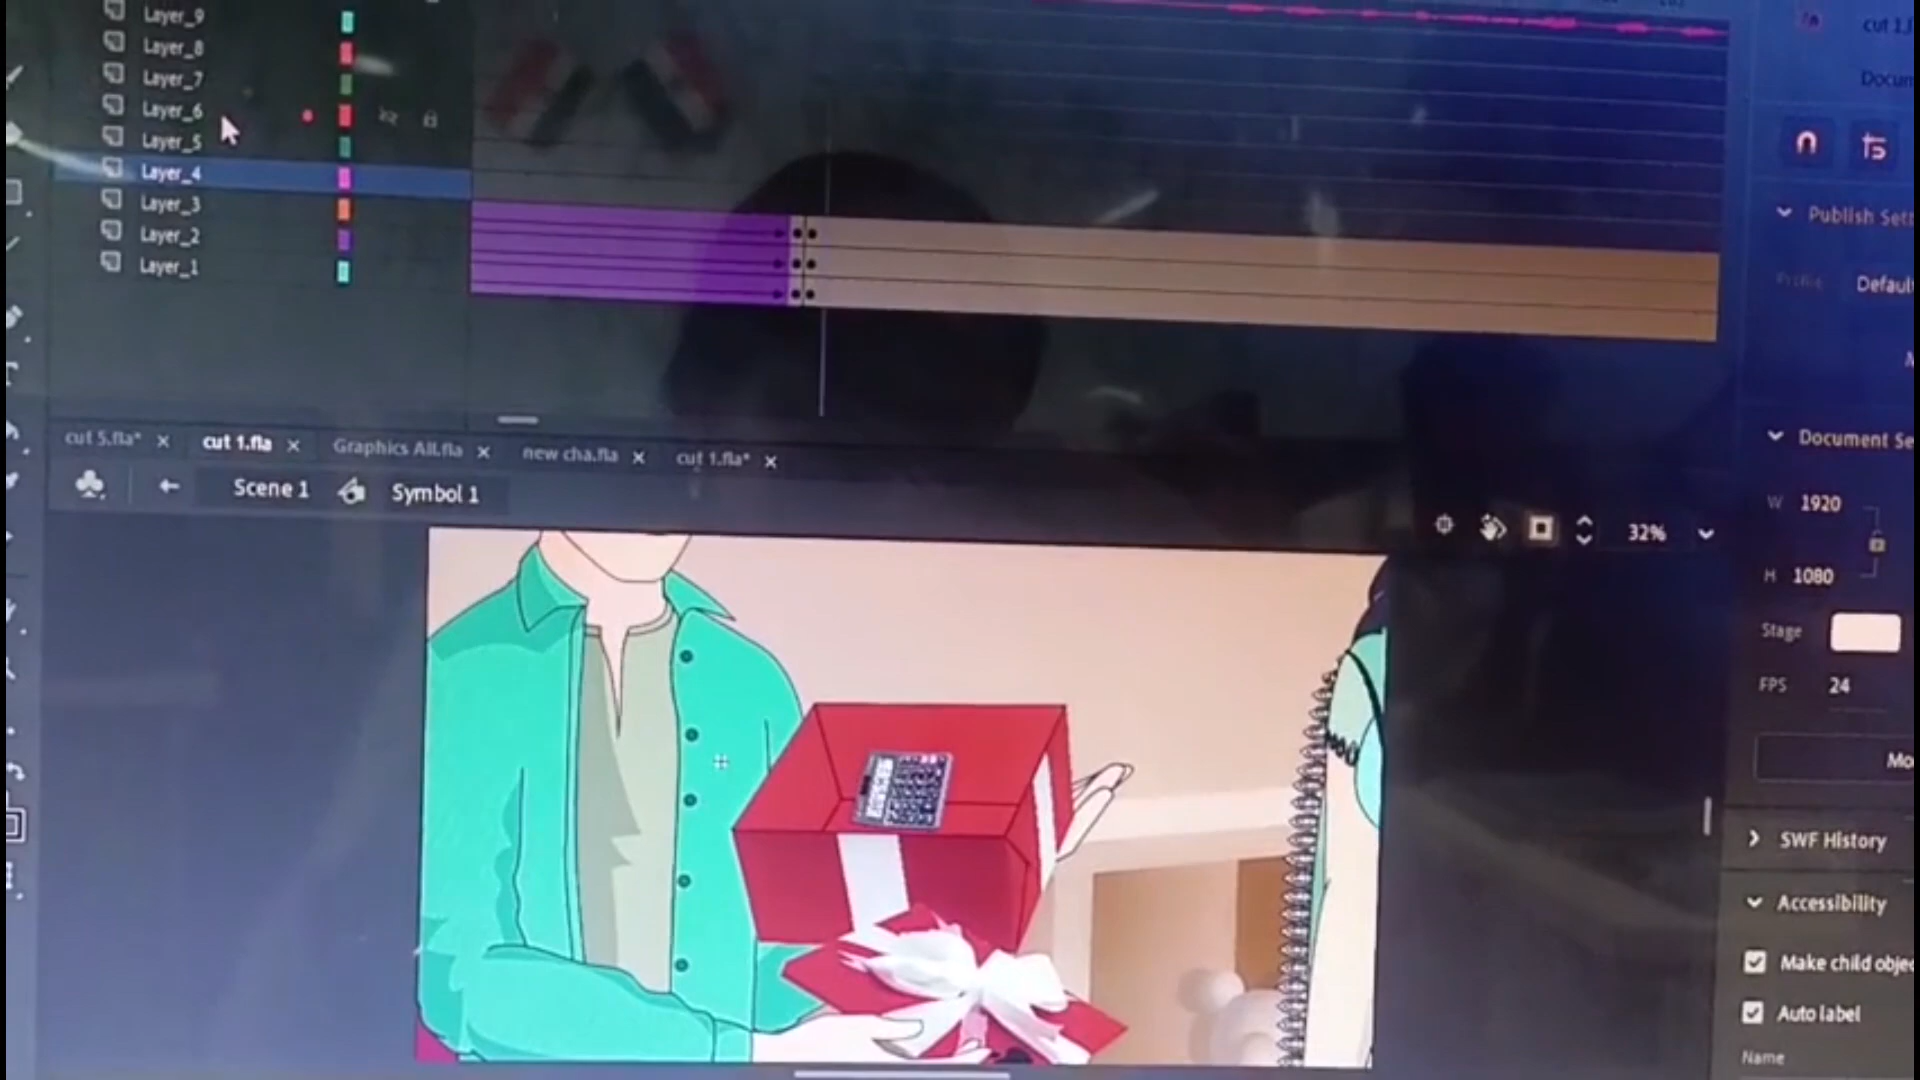 Layer_9
Layer_8
Layer_7
Layer_6
Layer_5
Layer_4
Layer_3
Layer_2
Layer_1
cut 5.fla* × cut 1.fla × Graphics All.fla × new cha.fla × cut 1.fla* ×
Scene 1 Symbol 1
32%
Publish Set
Defaul
Document Se
W 1920
H 1080
Stage
FPS 24
Mo
SWF History
Accessibility
Make child obje
Auto label
Name